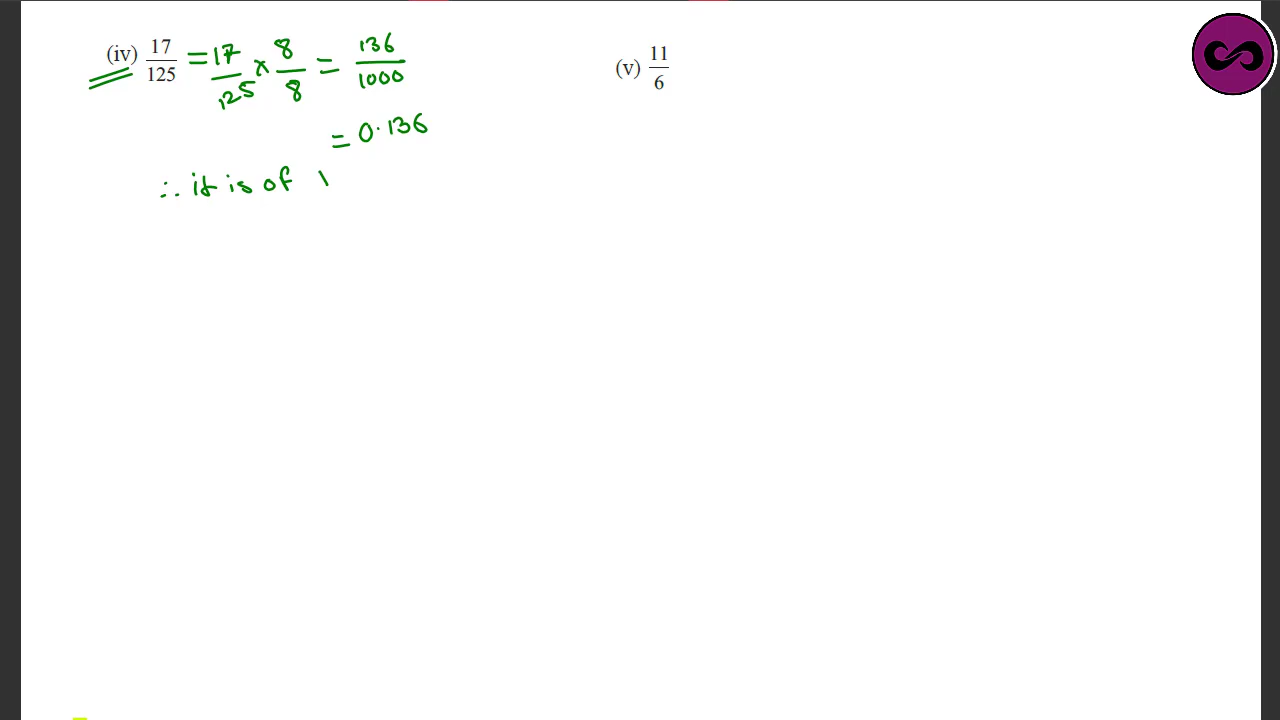 (iv) 17/125 = 17/125 × 8/8 = 136/1000
= 0.136
∴ it is of
(v) 11/6